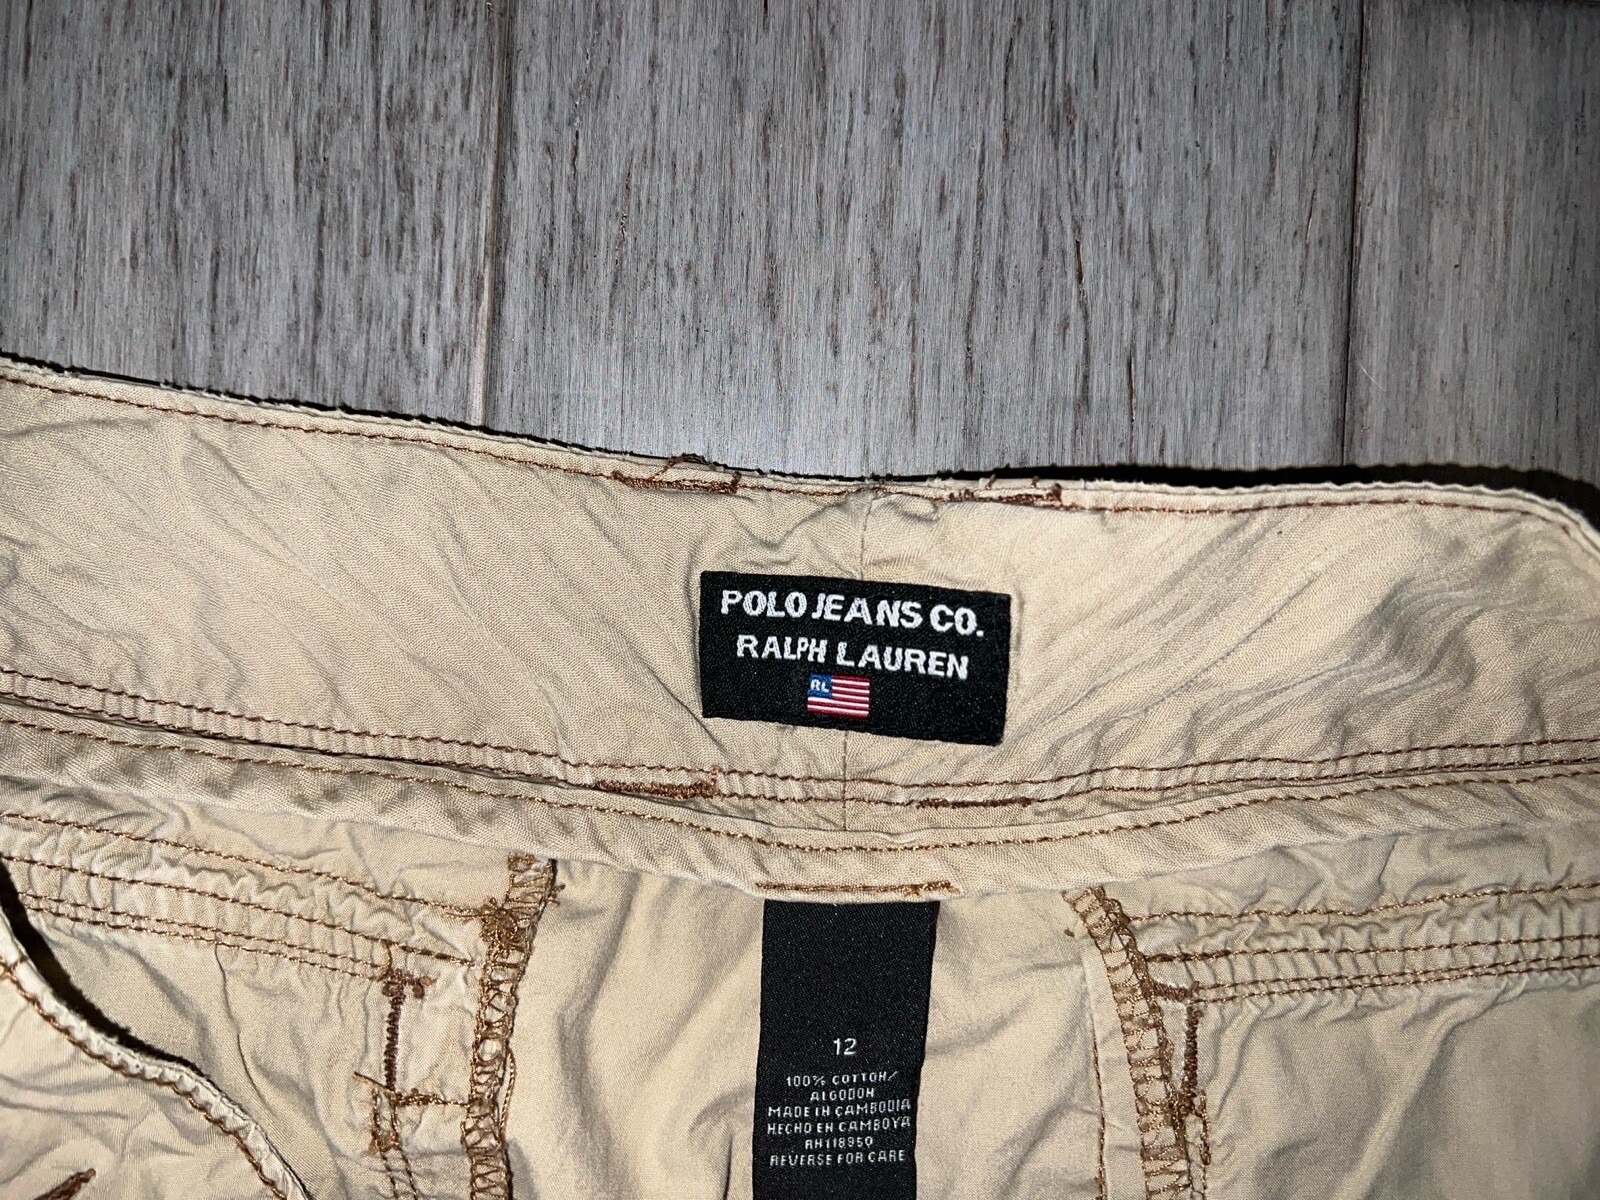 POLO JEANS CO.
RALPH LAUREN
RL
12
100% COTTON/
ALGODON
MADE IN CAMBODIA
HECHO EN CAMBOYA
RN118950
REVERSE FOR CARE